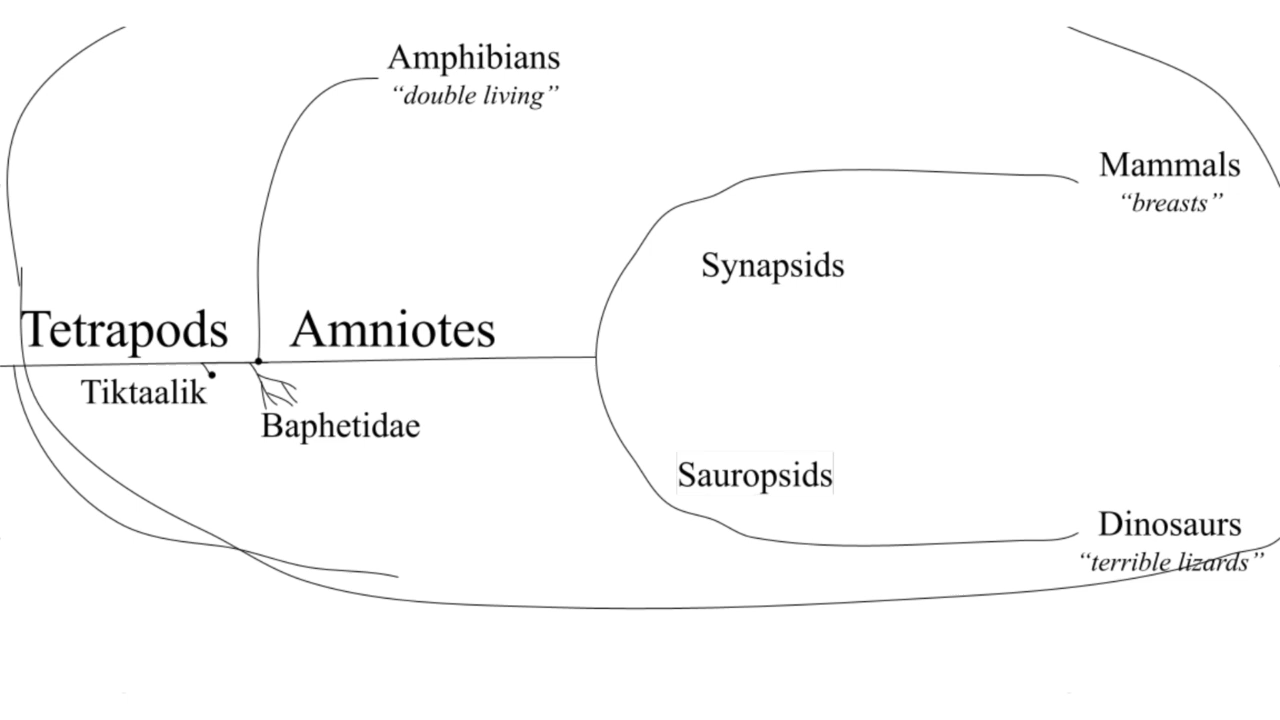 Amphibians
“double living”
Mammals
“breasts”
Synapsids
Tetrapods
Amniotes
Tiktaalik
Baphetidae
Sauropsids
Dinosaurs
“terrible lizards”